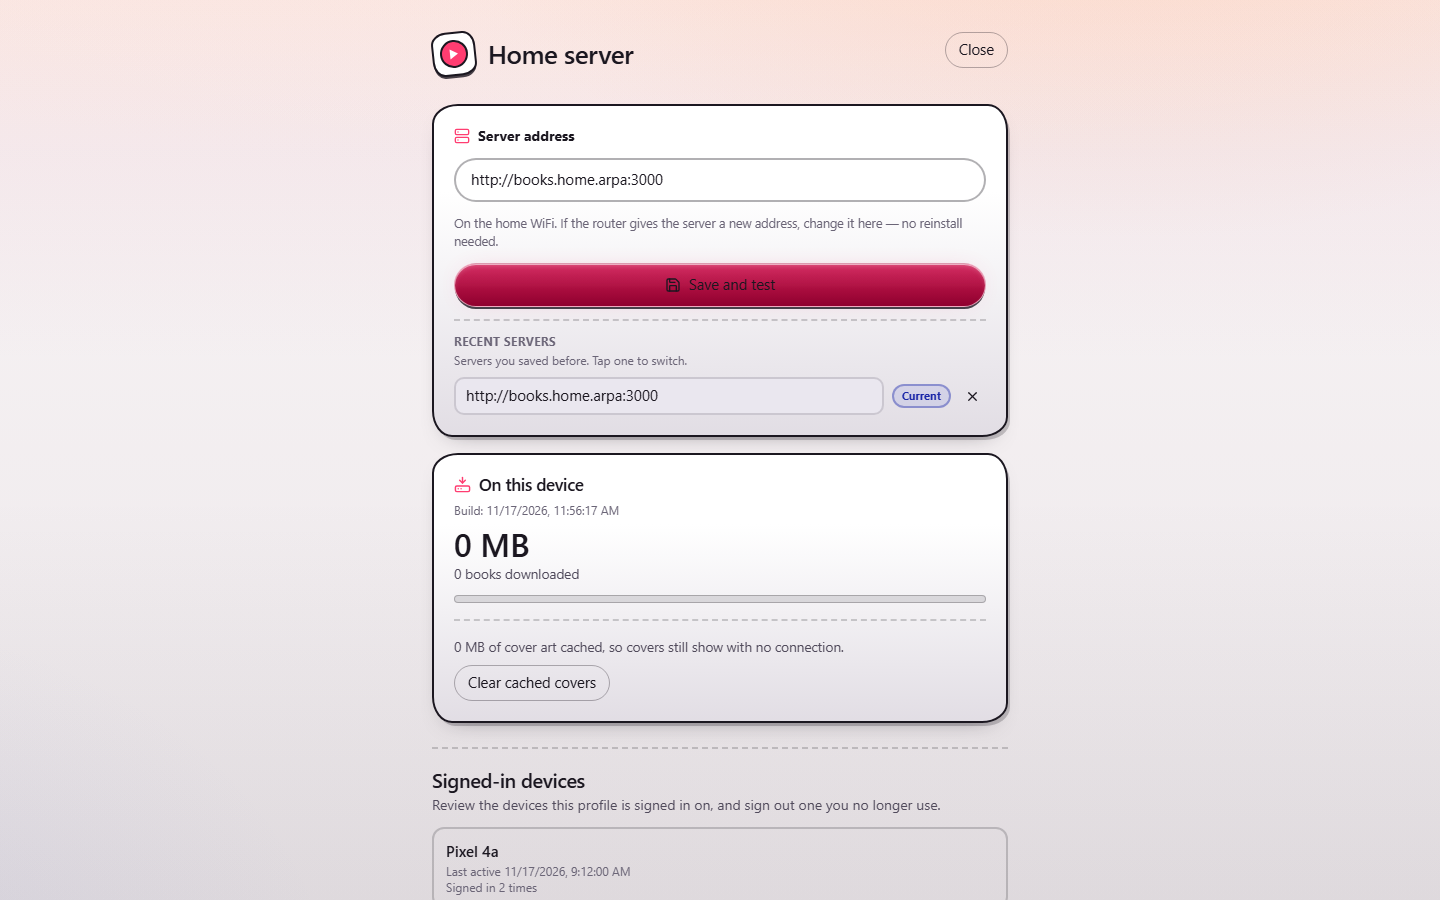 Home server
Close
Server address
http://books.home.arpa:3000
On the home WiFi. If the router gives the server a new address, change it here — no reinstall
needed.
Save and test
RECENT SERVERS
Servers you saved before. Tap one to switch.
http://books.home.arpa:3000
Current
On this device
Build: 11/17/2026, 11:56:17 AM
0 MB
0 books downloaded
0 MB of cover art cached, so covers still show with no connection.
Clear cached covers
Signed-in devices
Review the devices this profile is signed in on, and sign out one you no longer use.
Pixel 4a
Last active 11/17/2026, 9:12:00 AM
Signed in 2 times